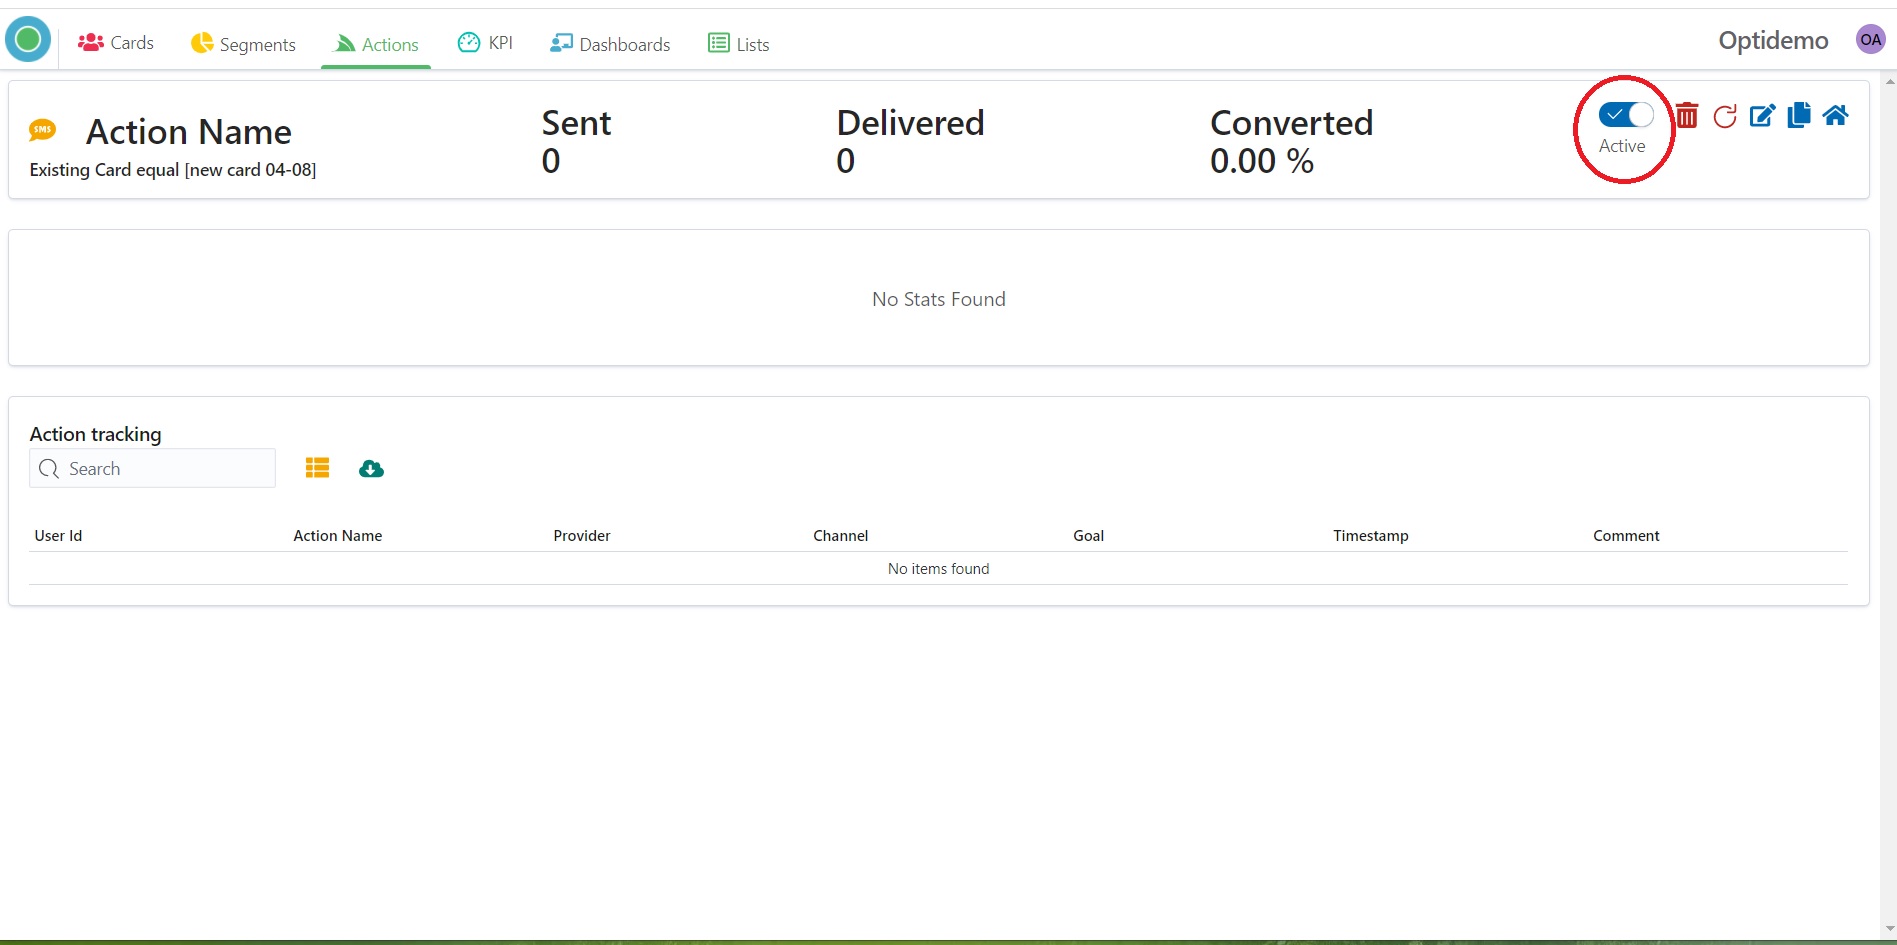 Cards Segments Actions KPI Dashboards Lists Optidemo OA
SMS Action Name Sent Delivered Converted
0 0 0.00 %
Active
Existing Card equal [new card 04-08]
No Stats Found
Action tracking
Search
User Id Action Name Provider Channel Goal Timestamp Comment
No items found